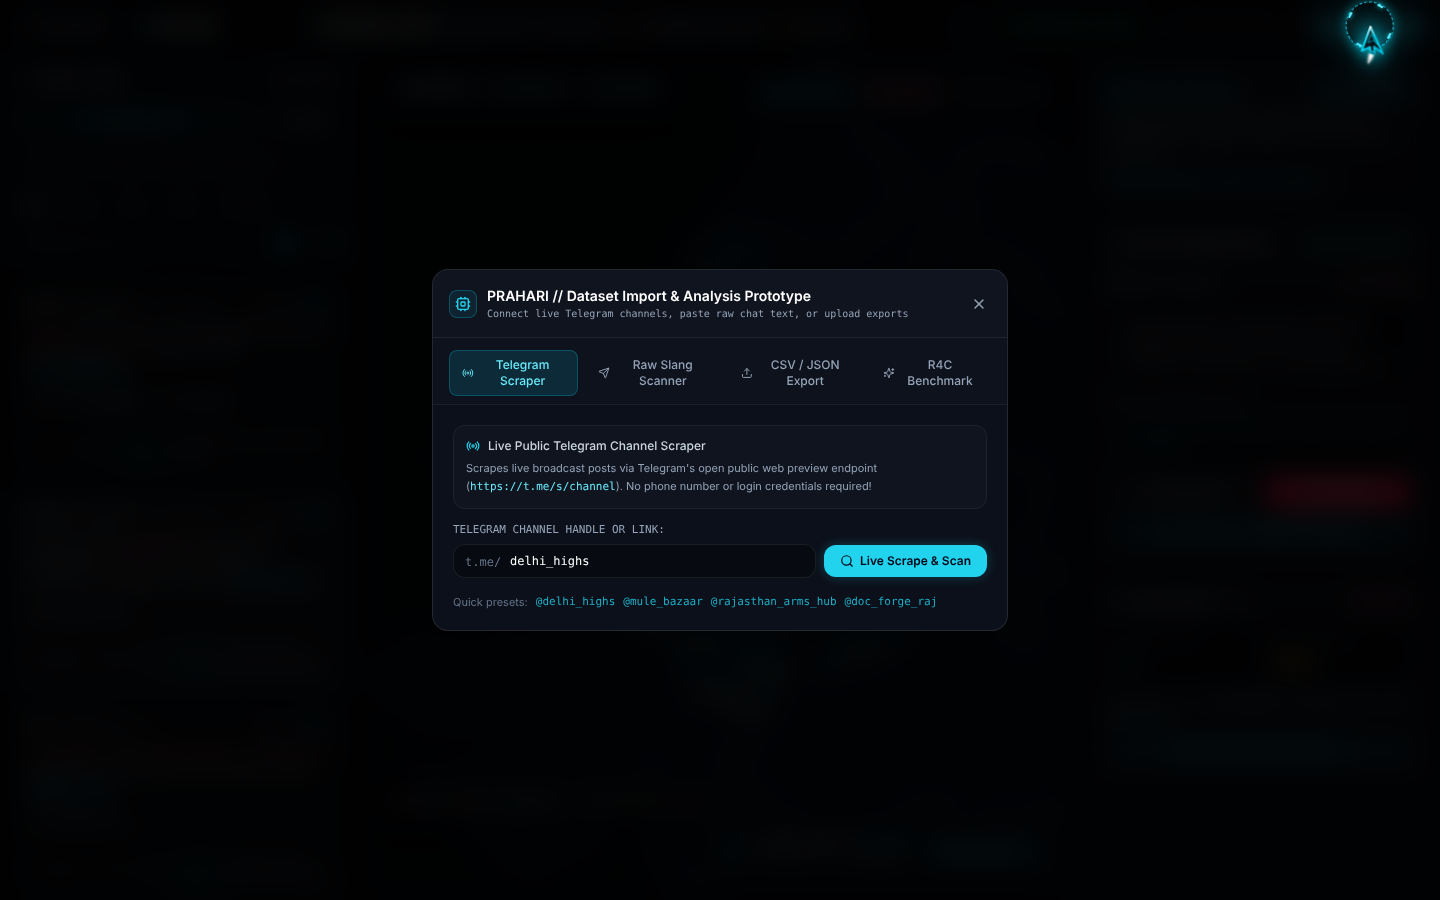 PRAHARI // Dataset Import & Analysis Prototype
Connect live Telegram channels, paste raw chat text, or upload exports
Telegram
Scraper
Raw Slang
Scanner
CSV / JSON
Export
R4C
Benchmark
Live Public Telegram Channel Scraper
Scrapes live broadcast posts via Telegram's open public web preview endpoint
(https://t.me/s/channel). No phone number or login credentials required!
TELEGRAM CHANNEL HANDLE OR LINK:
t.me/ delhi_highs
Live Scrape & Scan
Quick presets: @delhi_highs @mule_bazaar @rajasthan_arms_hub @doc_forge_raj